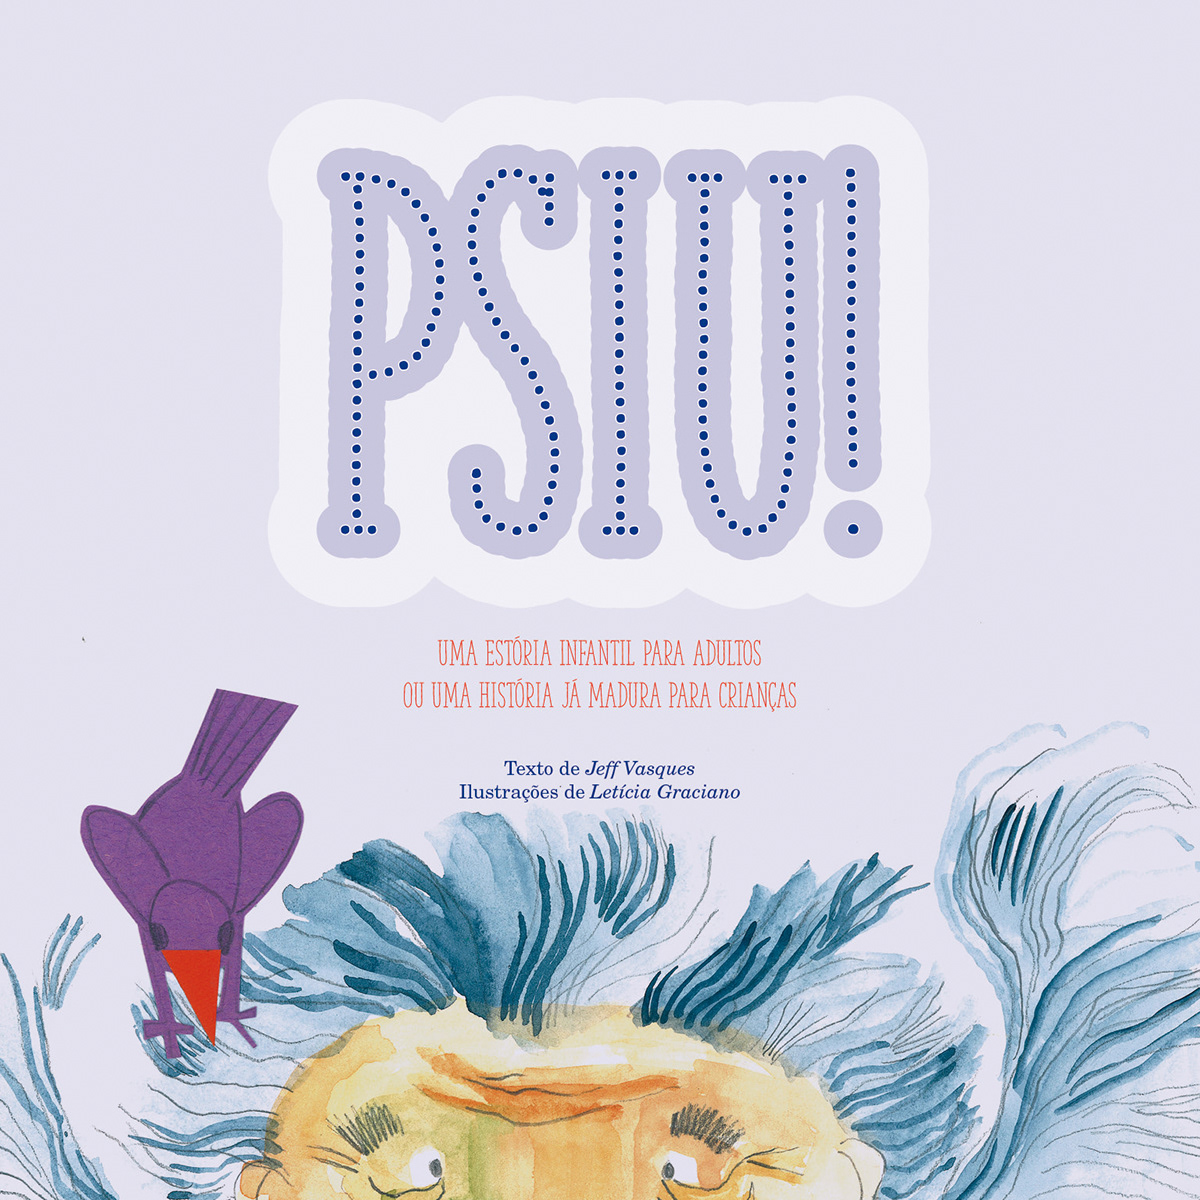 PSIU!
UMA ESTÓRIA INFANTIL PARA ADULTOS
OU UMA HISTÓRIA JÁ MADURA PARA CRIANÇAS
Texto de Jeff Vasques
Ilustrações de Letícia Graciano